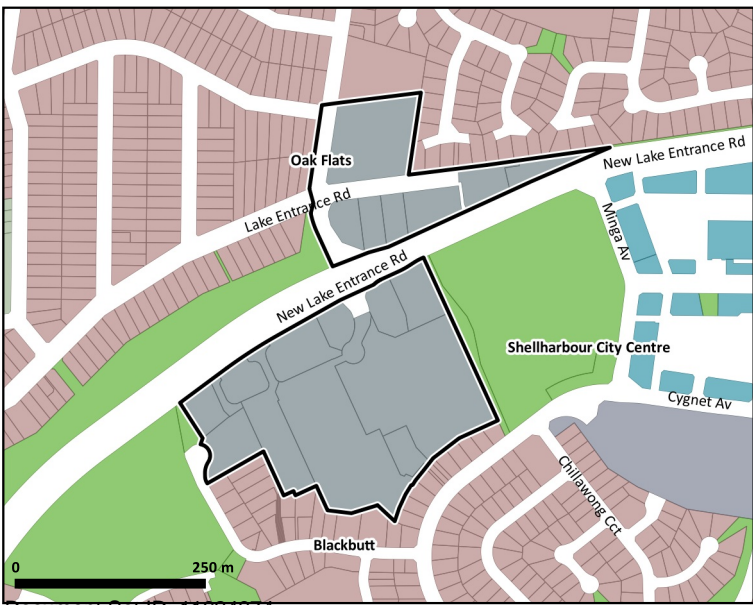 Oak Flats
New Lake Entrance Rd
Lake Entrance Rd
Minga Av
New Lake Entrance Rd
Shellharbour City Centre
Cygnet Av
Chillawong Cct
Blackbutt
0 250 m